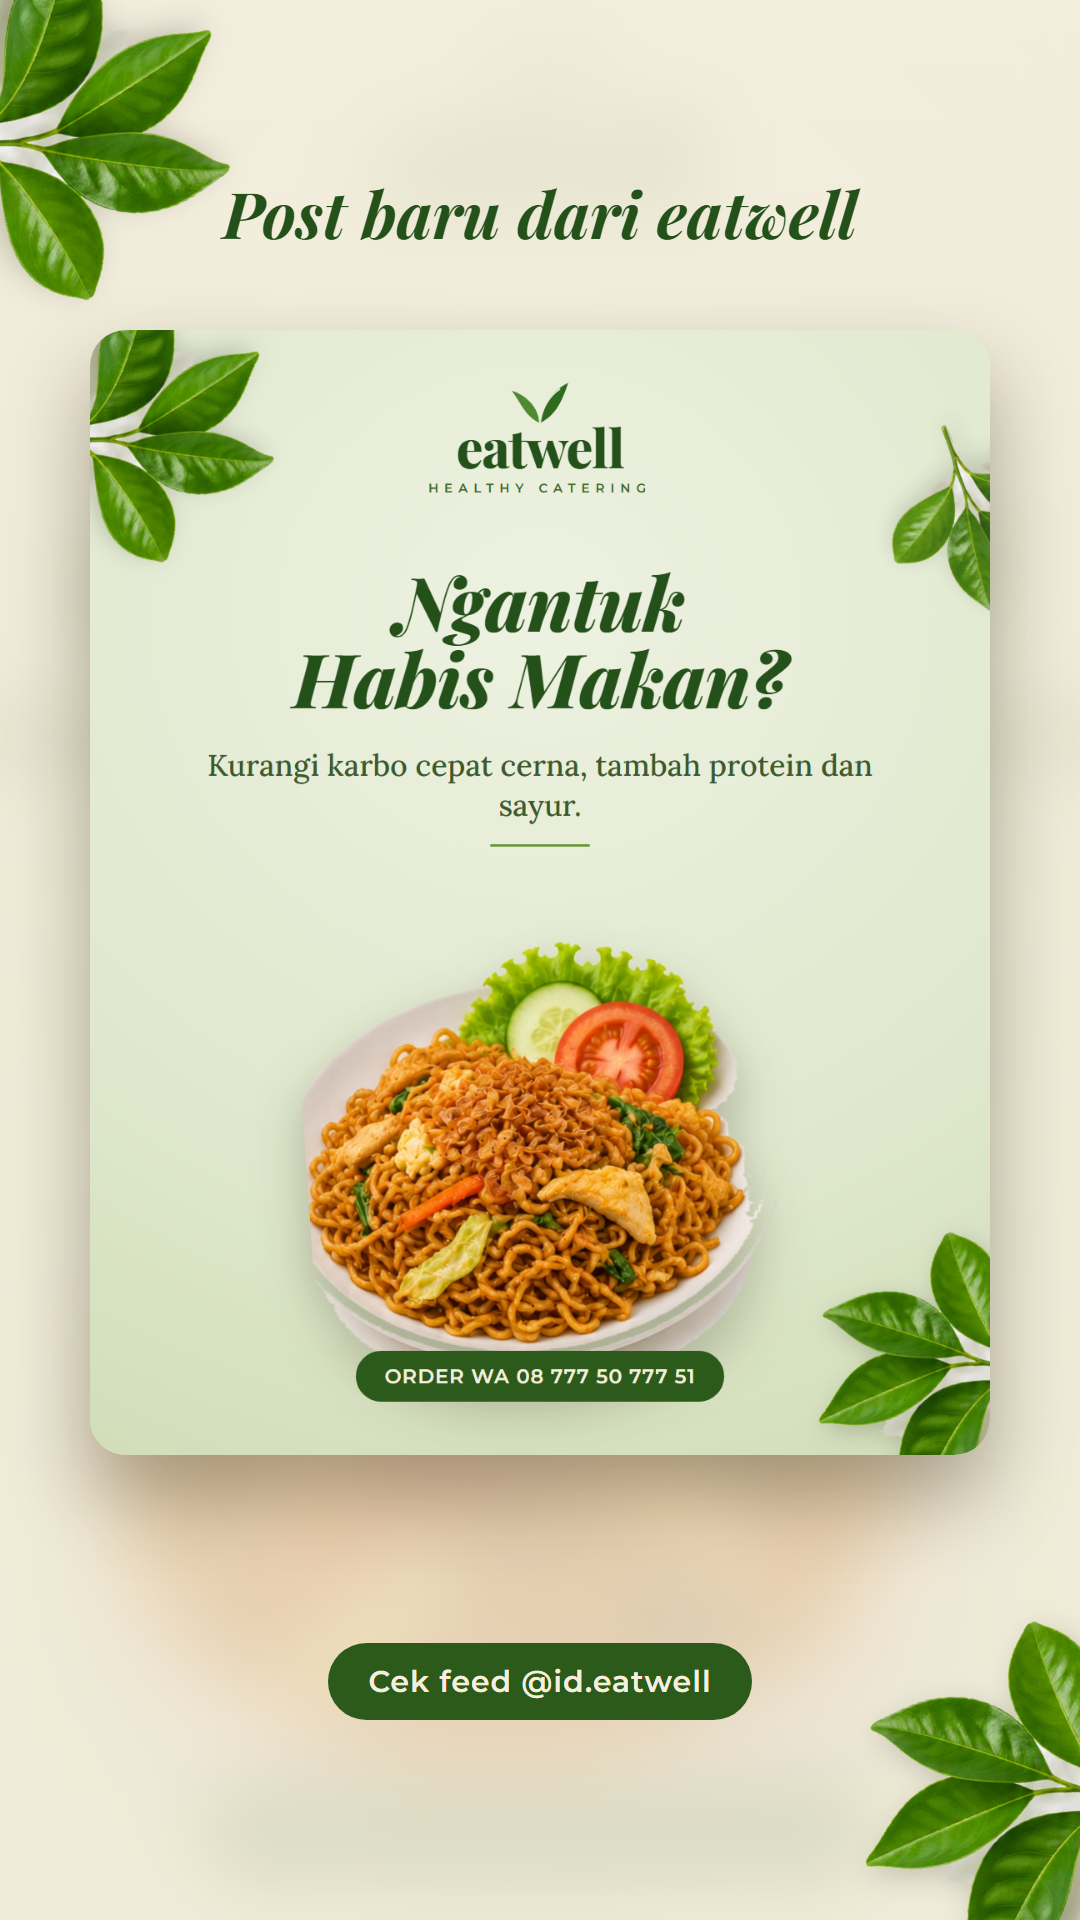 Post baru dari eatwell
eatwell
HEALTHY CATERING
Ngantuk
Habis Makan?
Kurangi karbo cepat cerna, tambah protein dan
sayur.
ORDER WA 08 777 50 777 51
Cek feed @id.eatwell